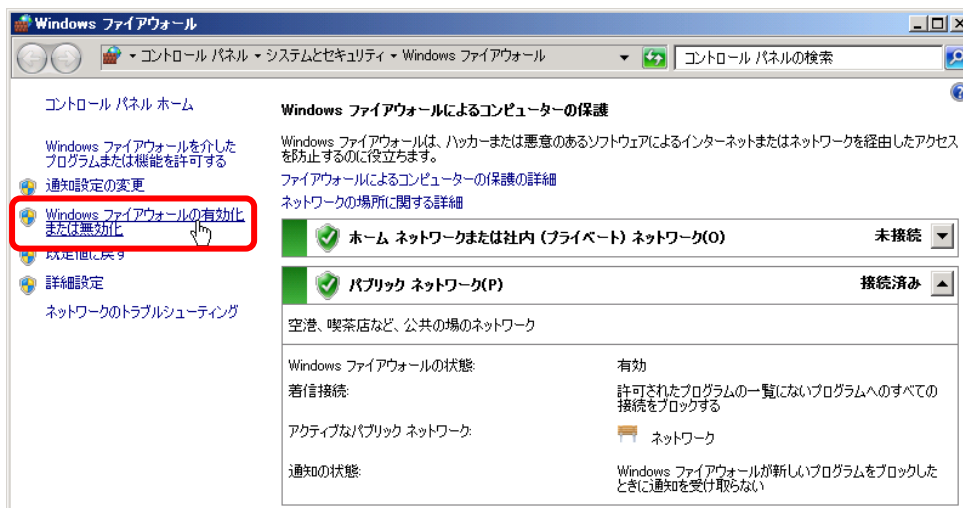 Windows ファイアウォール
コントロール パネル システムとセキュリティ Windows ファイアウォール
コントロール パネルの検索
コントロール パネル ホーム
Windows ファイアウォールを介した
プログラムまたは機能を許可する
通知設定の変更
Windows ファイアウォールの有効化
または無効化
既定値に戻す
詳細設定
ネットワークのトラブルシューティング
Windows ファイアウォールによるコンピューターの保護
Windows ファイアウォールは、ハッカーまたは悪意のあるソフトウェアによるインターネットまたはネットワークを経由したアクセス
を防止するのに役立ちます。
ファイアウォールによるコンピューターの保護の詳細
ネットワークの場所に関する詳細
ホーム ネットワークまたは社内 (プライベート) ネットワーク(O) 未接続
パブリック ネットワーク(P) 接続済み
空港、喫茶店など、公共の場のネットワーク
Windows ファイアウォールの状態: 有効
着信接続: 許可されたプログラムの一覧にないプログラムへのすべての
接続をブロックする
アクティブなパブリック ネットワーク: ネットワーク
通知の状態: Windows ファイアウォールが新しいプログラムをブロックした
ときに通知を受け取らない